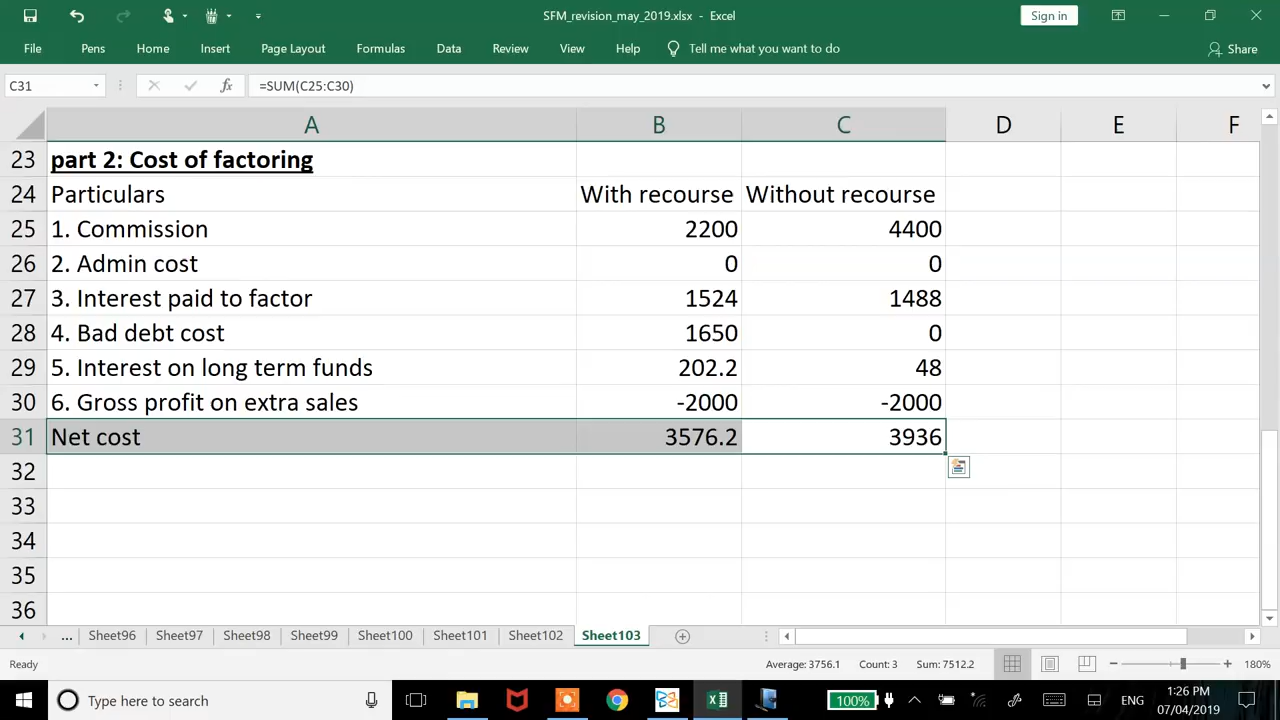 SFM_revision_may_2019.xlsx - Excel
Sign in
File Pens Home Insert Page Layout Formulas Data Review View Help Tell me what you want to do Share
C31 fx =SUM(C25:C30)
A B C D E F
23 part 2: Cost of factoring
24 Particulars With recourse Without recourse
25 1. Commission 2200 4400
26 2. Admin cost 0 0
27 3. Interest paid to factor 1524 1488
28 4. Bad debt cost 1650 0
29 5. Interest on long term funds 202.2 48
30 6. Gross profit on extra sales -2000 -2000
31 Net cost 3576.2 3936
32
33
34
35
36
... Sheet96 Sheet97 Sheet98 Sheet99 Sheet100 Sheet101 Sheet102 Sheet103
Ready Average: 3756.1 Count: 3 Sum: 7512.2 180%
Type here to search 100% ENG 1:26 PM
07/04/2019